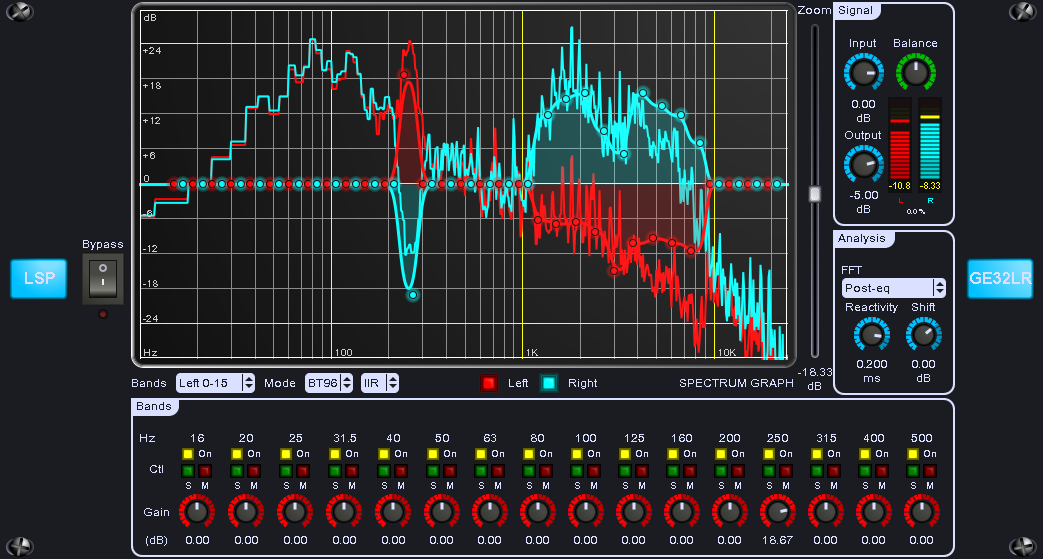 dB
+24
+18
+12
+6
0
-6
-12
-18
-24
Hz 100 1K 10K
Zoom
-18.33
dB
Signal
Input Balance
0.00
dB
Output
-5.00
dB
-10.8 -8.33
L R
0.0%
Analysis
FFT
Post-eq
Reactivity Shift
0.200 0.00
ms dB
LSP
Bypass
GE32LR
Bands Left 0-15 Mode BT96 IIR Left Right SPECTRUM GRAPH
Bands
Hz 16 20 25 31.5 40 50 63 80 100 125 160 200 250 315 400 500
On On On On On On On On On On On On On On On On
Ctl
S M S M S M S M S M S M S M S M S M S M S M S M S M S M S M S M
Gain
(dB) 0.00 0.00 0.00 0.00 0.00 0.00 0.00 0.00 0.00 0.00 0.00 0.00 18.67 0.00 0.00 0.00